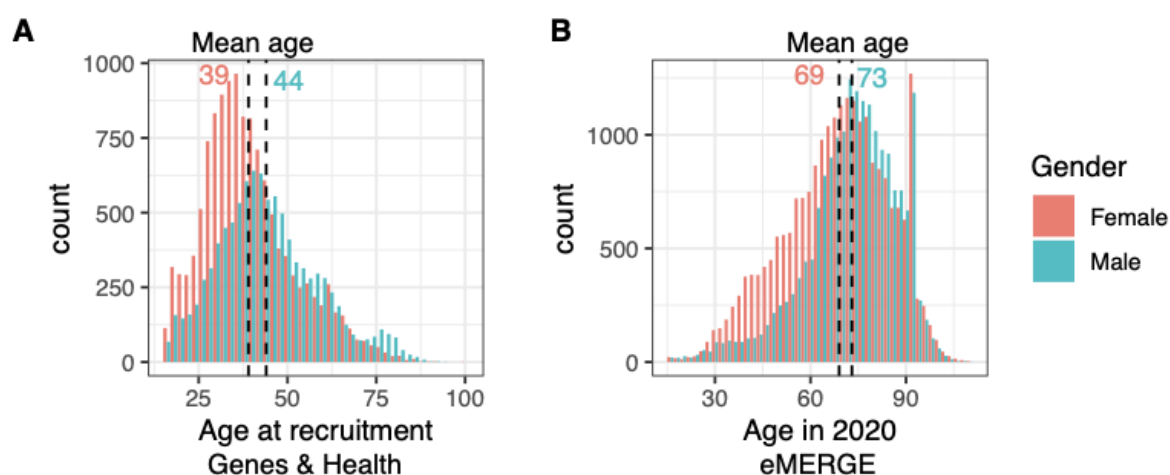 A
Mean age
39
44
1000
750
500
250
0
count
25
50
75
100
Age at recruitment
Genes & Health
B
Mean age
69
73
1000
500
0
count
30
60
90
Age in 2020
eMERGE
Gender
Female
Male